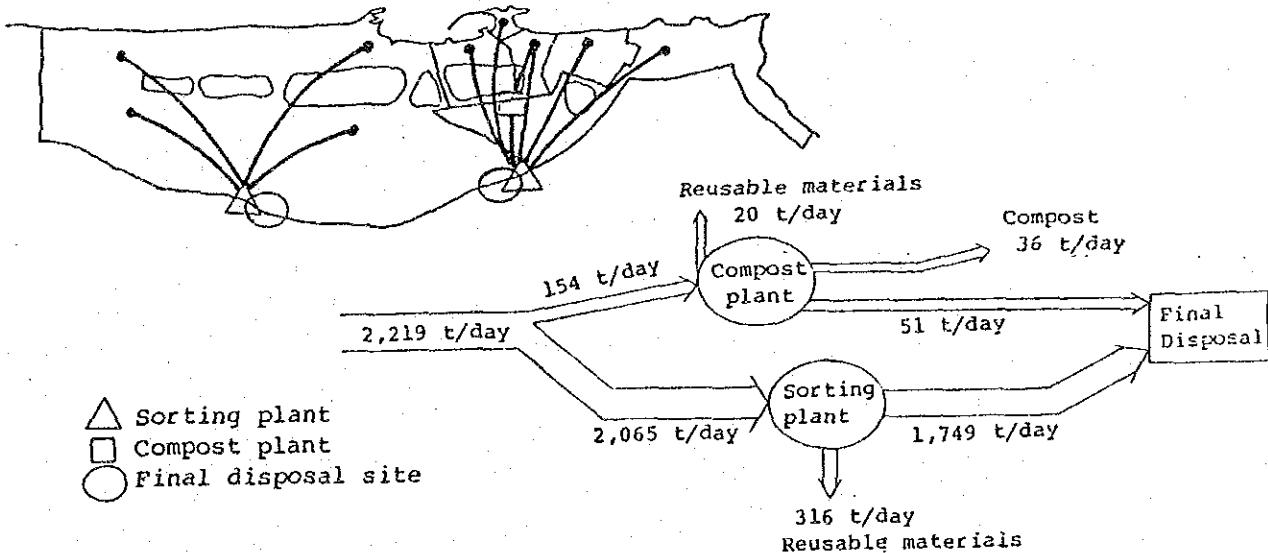 Reusable materials
20 t/day
Compost
36 t/day
154 t/day
Compost
plant
2,219 t/day
51 t/day
Final
Disposal
Sorting
plant
2,065 t/day
1,749 t/day
Sorting plant
Compost plant
Final disposal site
316 t/day
Reusable materials